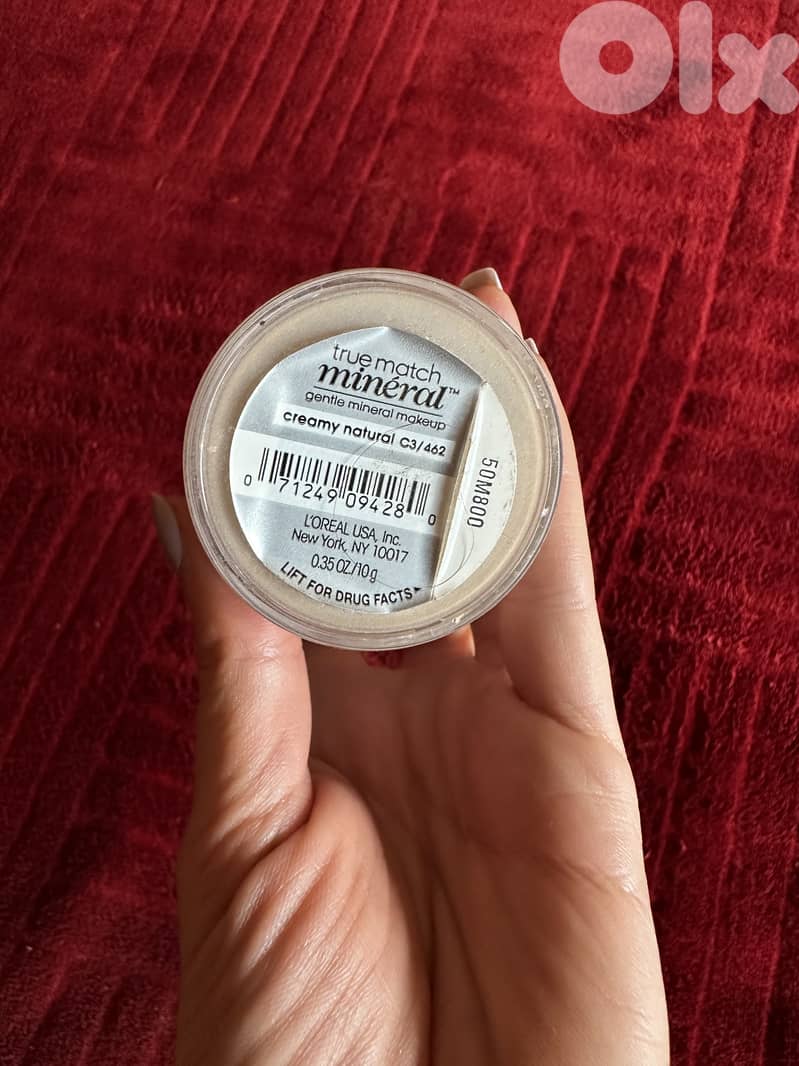 Olx
true match
minéral™
gentle mineral makeup
creamy natural C3/462
0 71249 09428 0
L'OREAL USA, Inc.
New York, NY 10017
0.35 OZ./10g
LIFT FOR DRUG FACTS
50M800